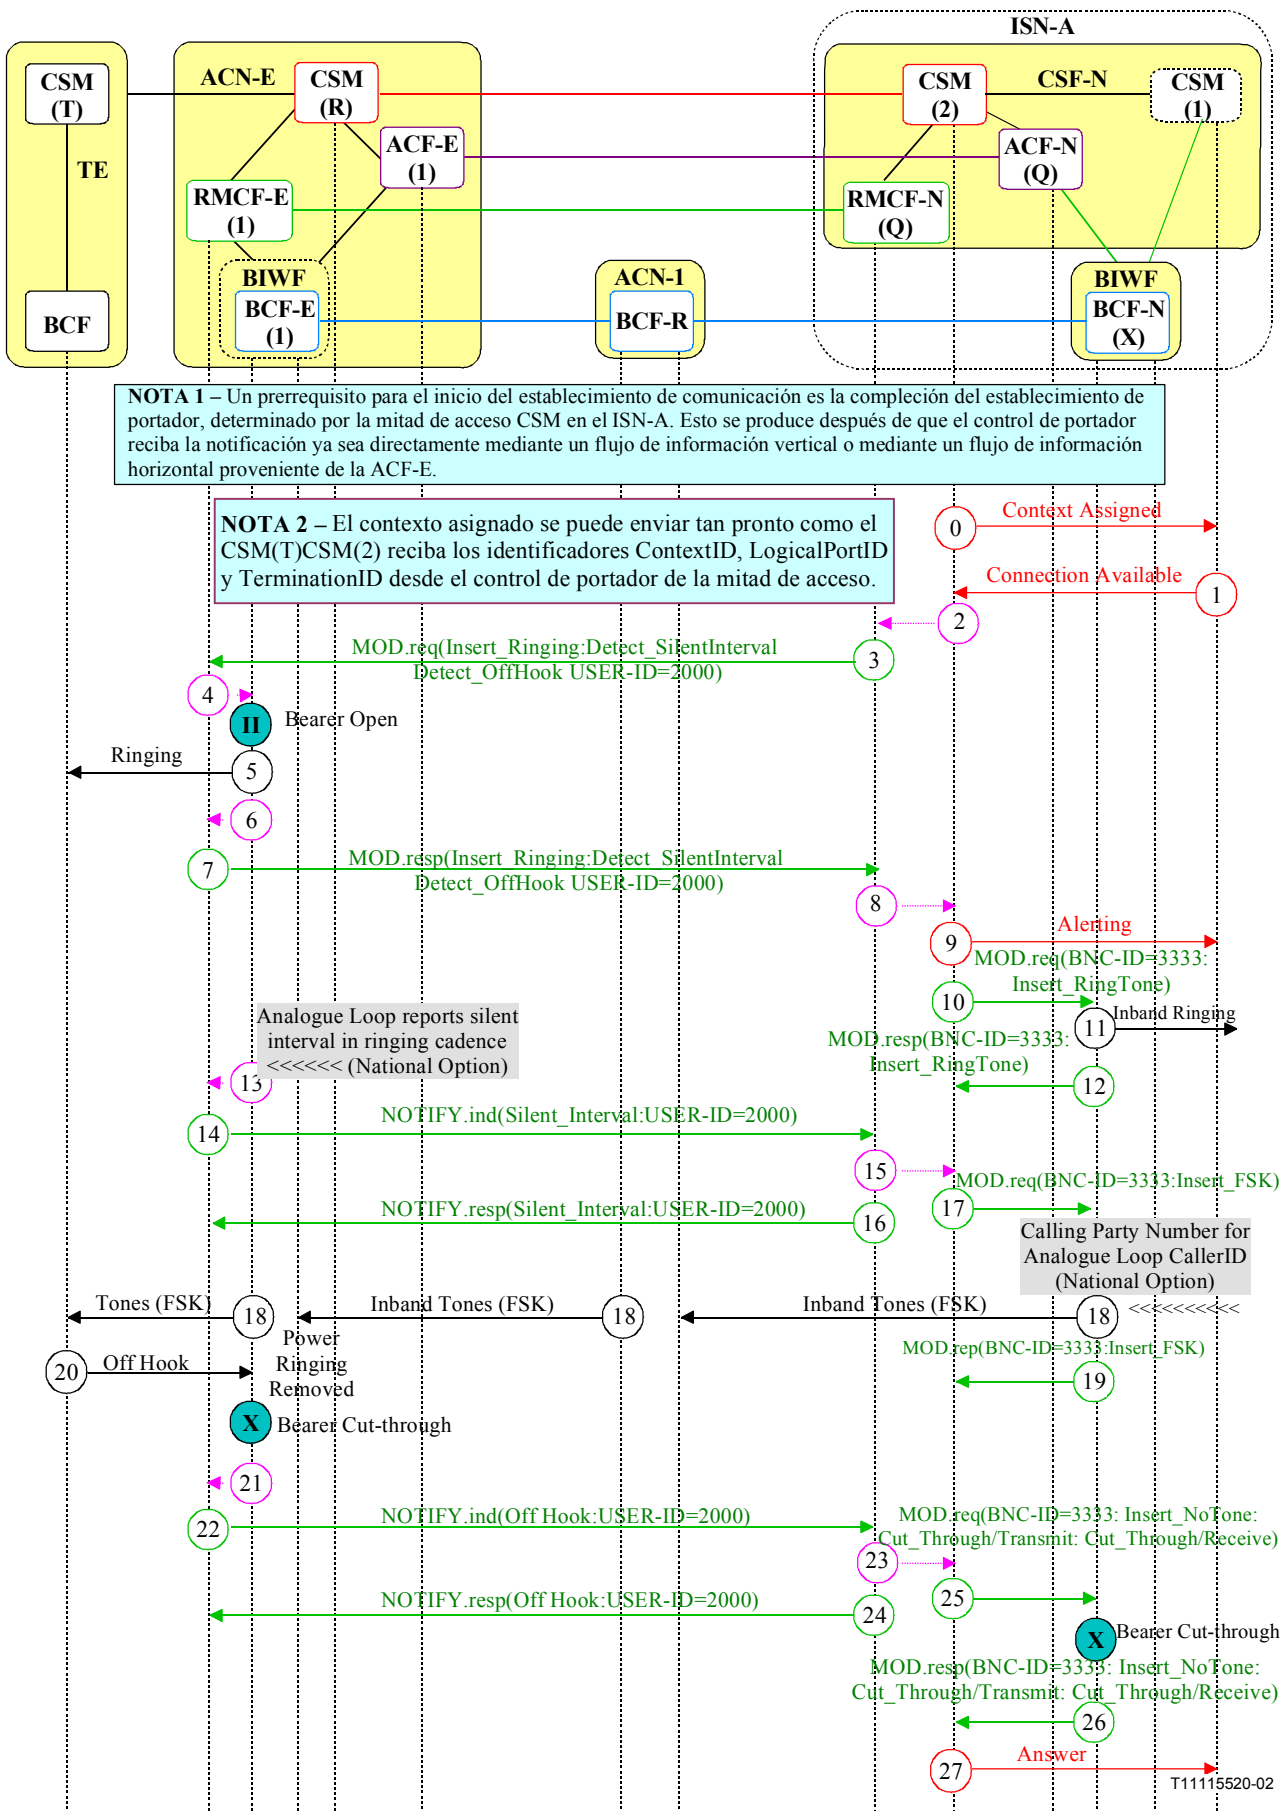 ISN-A
CSM
(T)
TE
BCF
ACN-E
CSM
(R)
ACF-E
(1)
RMCF-E
(1)
BIWF
BCF-E
(1)
ACN-1
BCF-R
CSM
(2)
CSF-N
CSM
(1)
ACF-N
(Q)
RMCF-N
(Q)
BIWF
BCF-N
(X)
NOTA 1 – Un prerrequisito para el inicio del establecimiento de comunicación es la compleción del establecimiento de
portador, determinado por la mitad de acceso CSM en el ISN-A. Esto se produce después de que el control de portador
reciba la notificación ya sea directamente mediante un flujo de información vertical o mediante un flujo de información
horizontal proveniente de la ACF-E.
NOTA 2 – El contexto asignado se puede enviar tan pronto como el
CSM(T)CSM(2) reciba los identificadores ContextID, LogicalPortID
y TerminationID desde el control de portador de la mitad de acceso.
0
Context Assigned
Connection Available
1
2
MOD.req(Insert_Ringing:Detect_SilentInterval
Detect_OffHook USER-ID=2000)
3
4
II
Bearer Open
Ringing
5
6
7
MOD.resp(Insert_Ringing:Detect_SilentInterval
Detect_OffHook USER-ID=2000)
8
9
Alerting
MOD.req(BNC-ID=3333:
Insert_RingTone)
10
11
Inband Ringing
MOD.resp(BNC-ID=3333:
Insert_RingTone)
12
Analogue Loop reports silent
interval in ringing cadence
<<<<<< (National Option)
13
14
NOTIFY.ind(Silent_Interval:USER-ID=2000)
15
MOD.req(BNC-ID=3333:Insert_FSK)
17
NOTIFY.resp(Silent_Interval:USER-ID=2000)
16
Calling Party Number for
Analogue Loop CallerID
(National Option)
<<<<<<<<<<
Tones (FSK)
18
Inband Tones (FSK)
18
Inband Tones (FSK)
18
Power
Ringing
Removed
MOD.rep(BNC-ID=3333:Insert_FSK)
19
20
Off Hook
X
Bearer Cut-through
21
22
NOTIFY.ind(Off Hook:USER-ID=2000)
MOD.req(BNC-ID=3333: Insert_NoTone:
Cut_Through/Transmit: Cut_Through/Receive)
23
25
NOTIFY.resp(Off Hook:USER-ID=2000)
24
X
Bearer Cut-through
MOD.resp(BNC-ID=3333: Insert_NoTone:
Cut_Through/Transmit: Cut_Through/Receive)
26
27
Answer
T11115520-02